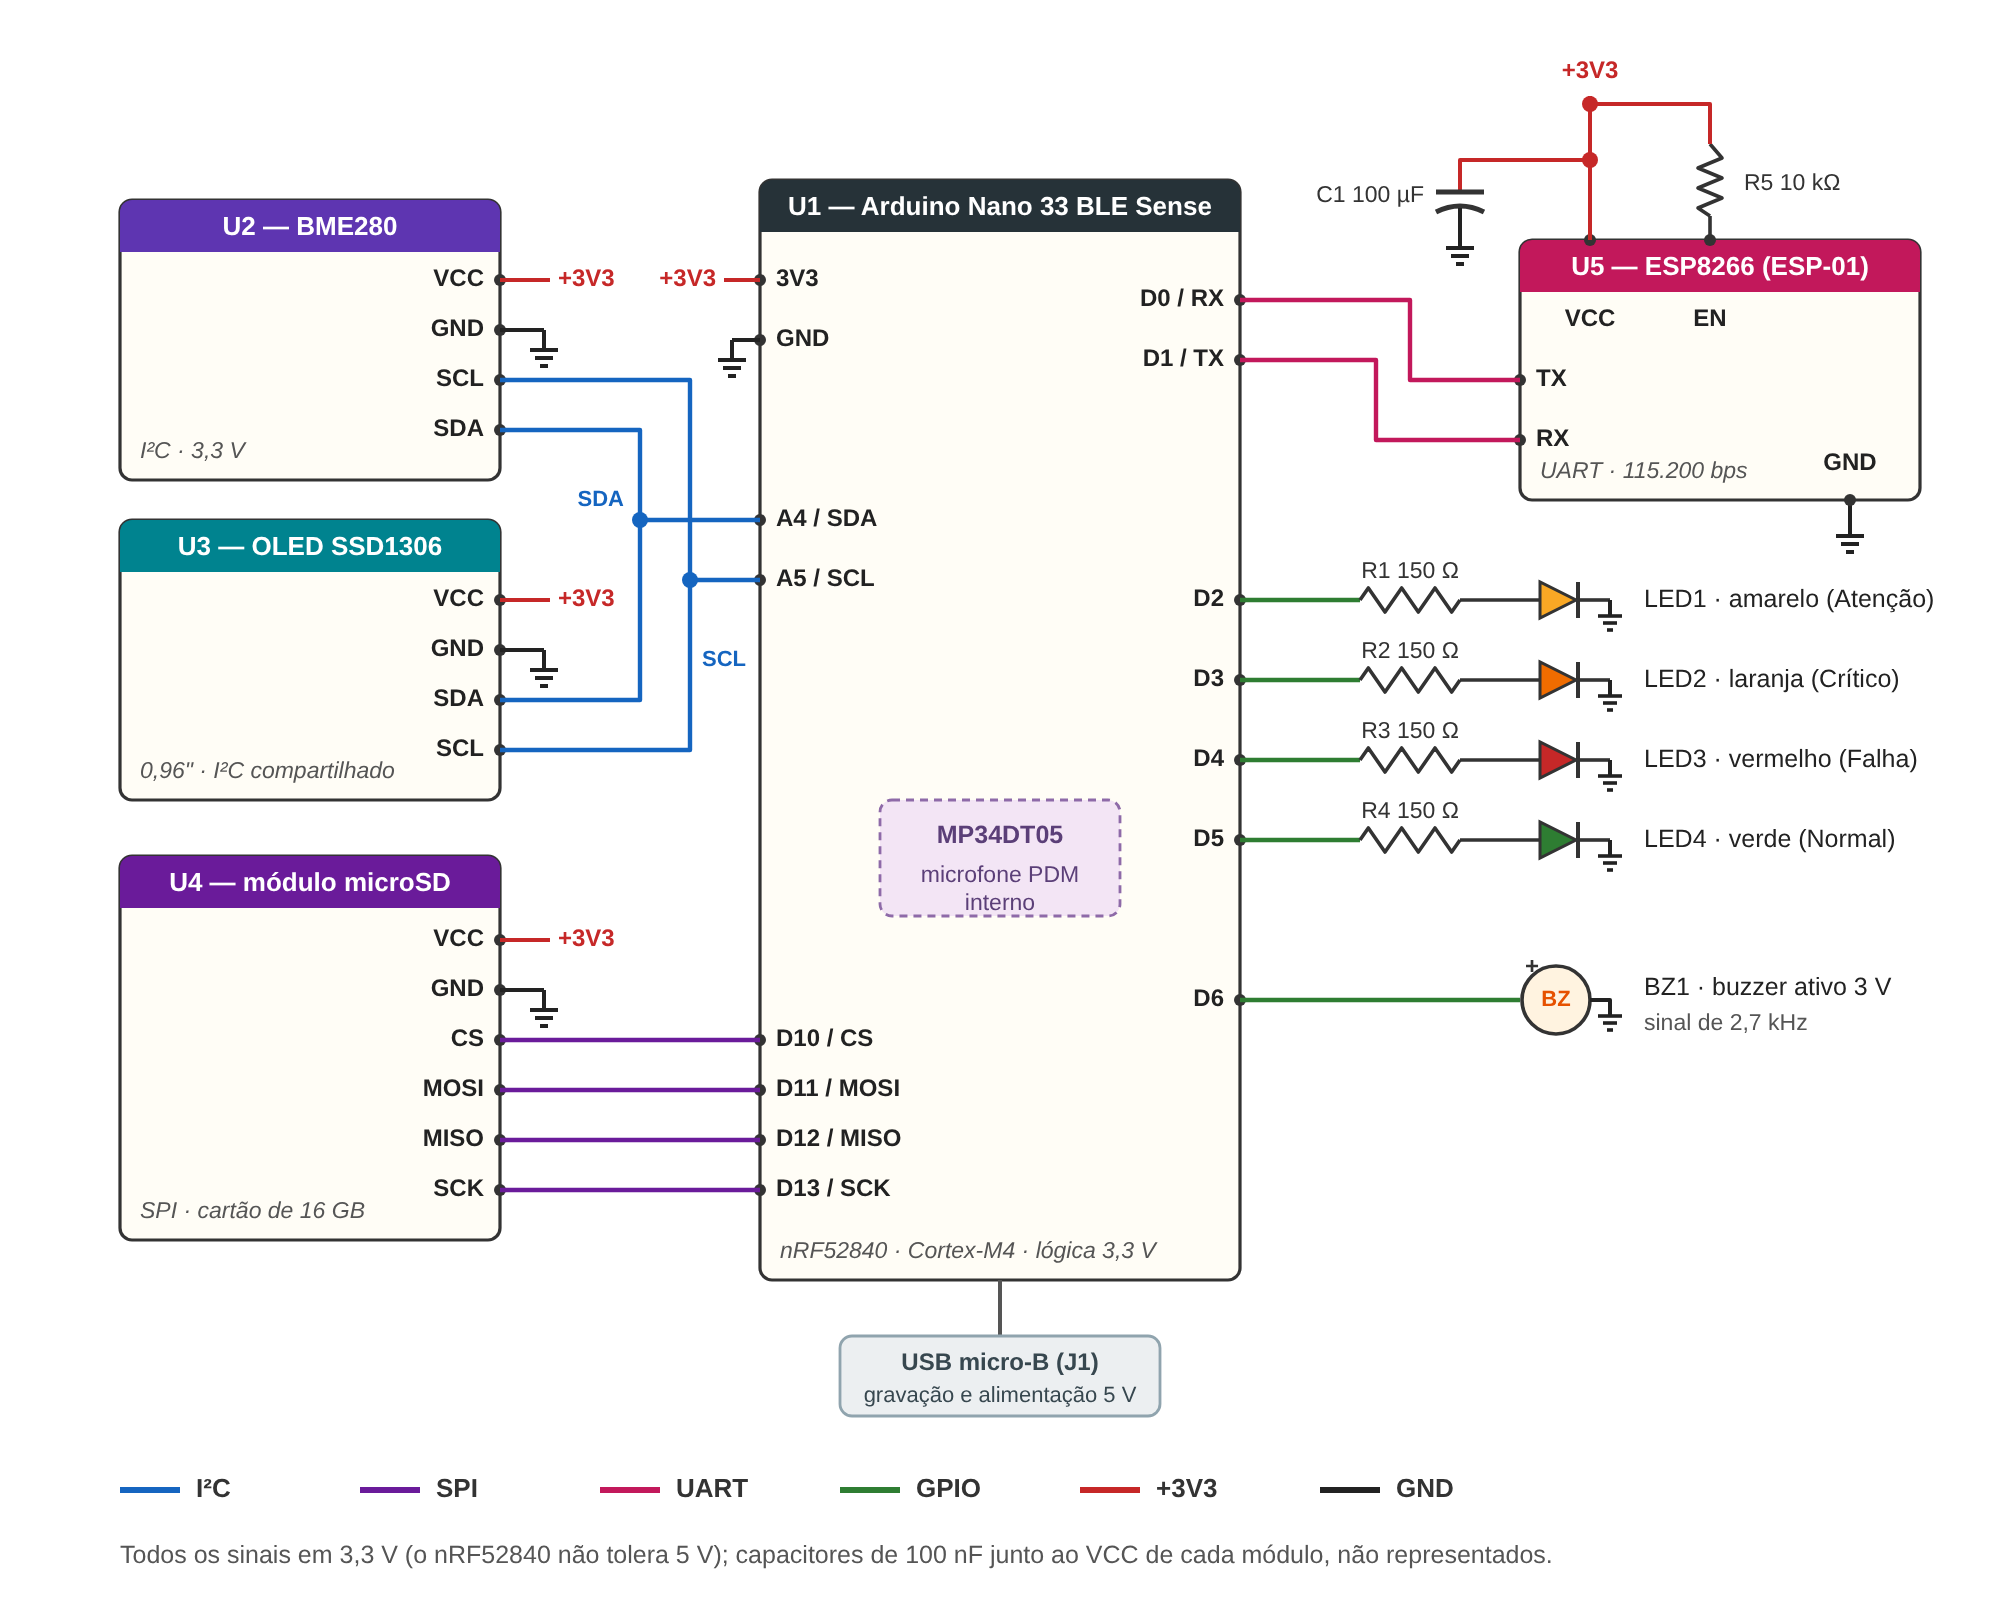 +3V3
C1 100 µF
R5 10 kΩ
U2 — BME280
VCC
+3V3
GND
SCL
SDA
I²C · 3,3 V
U3 — OLED SSD1306
VCC
+3V3
GND
SDA
SCL
0,96" · I²C compartilhado
U4 — módulo microSD
VCC
+3V3
GND
CS
MOSI
MISO
SCK
SPI · cartão de 16 GB
SDA
SCL
U1 — Arduino Nano 33 BLE Sense
+3V3
3V3
GND
A4 / SDA
A5 / SCL
D10 / CS
D11 / MOSI
D12 / MISO
D13 / SCK
D0 / RX
D1 / TX
D2
D3
D4
D5
D6
MP34DT05
microfone PDM
interno
nRF52840 · Cortex-M4 · lógica 3,3 V
U5 — ESP8266 (ESP-01)
VCC
EN
TX
RX
UART · 115.200 bps
GND
R1 150 Ω
LED1 · amarelo (Atenção)
R2 150 Ω
LED2 · laranja (Crítico)
R3 150 Ω
LED3 · vermelho (Falha)
R4 150 Ω
LED4 · verde (Normal)
+
BZ
BZ1 · buzzer ativo 3 V
sinal de 2,7 kHz
USB micro-B (J1)
gravação e alimentação 5 V
I²C
SPI
UART
GPIO
+3V3
GND
Todos os sinais em 3,3 V (o nRF52840 não tolera 5 V); capacitores de 100 nF junto ao VCC de cada módulo, não representados.